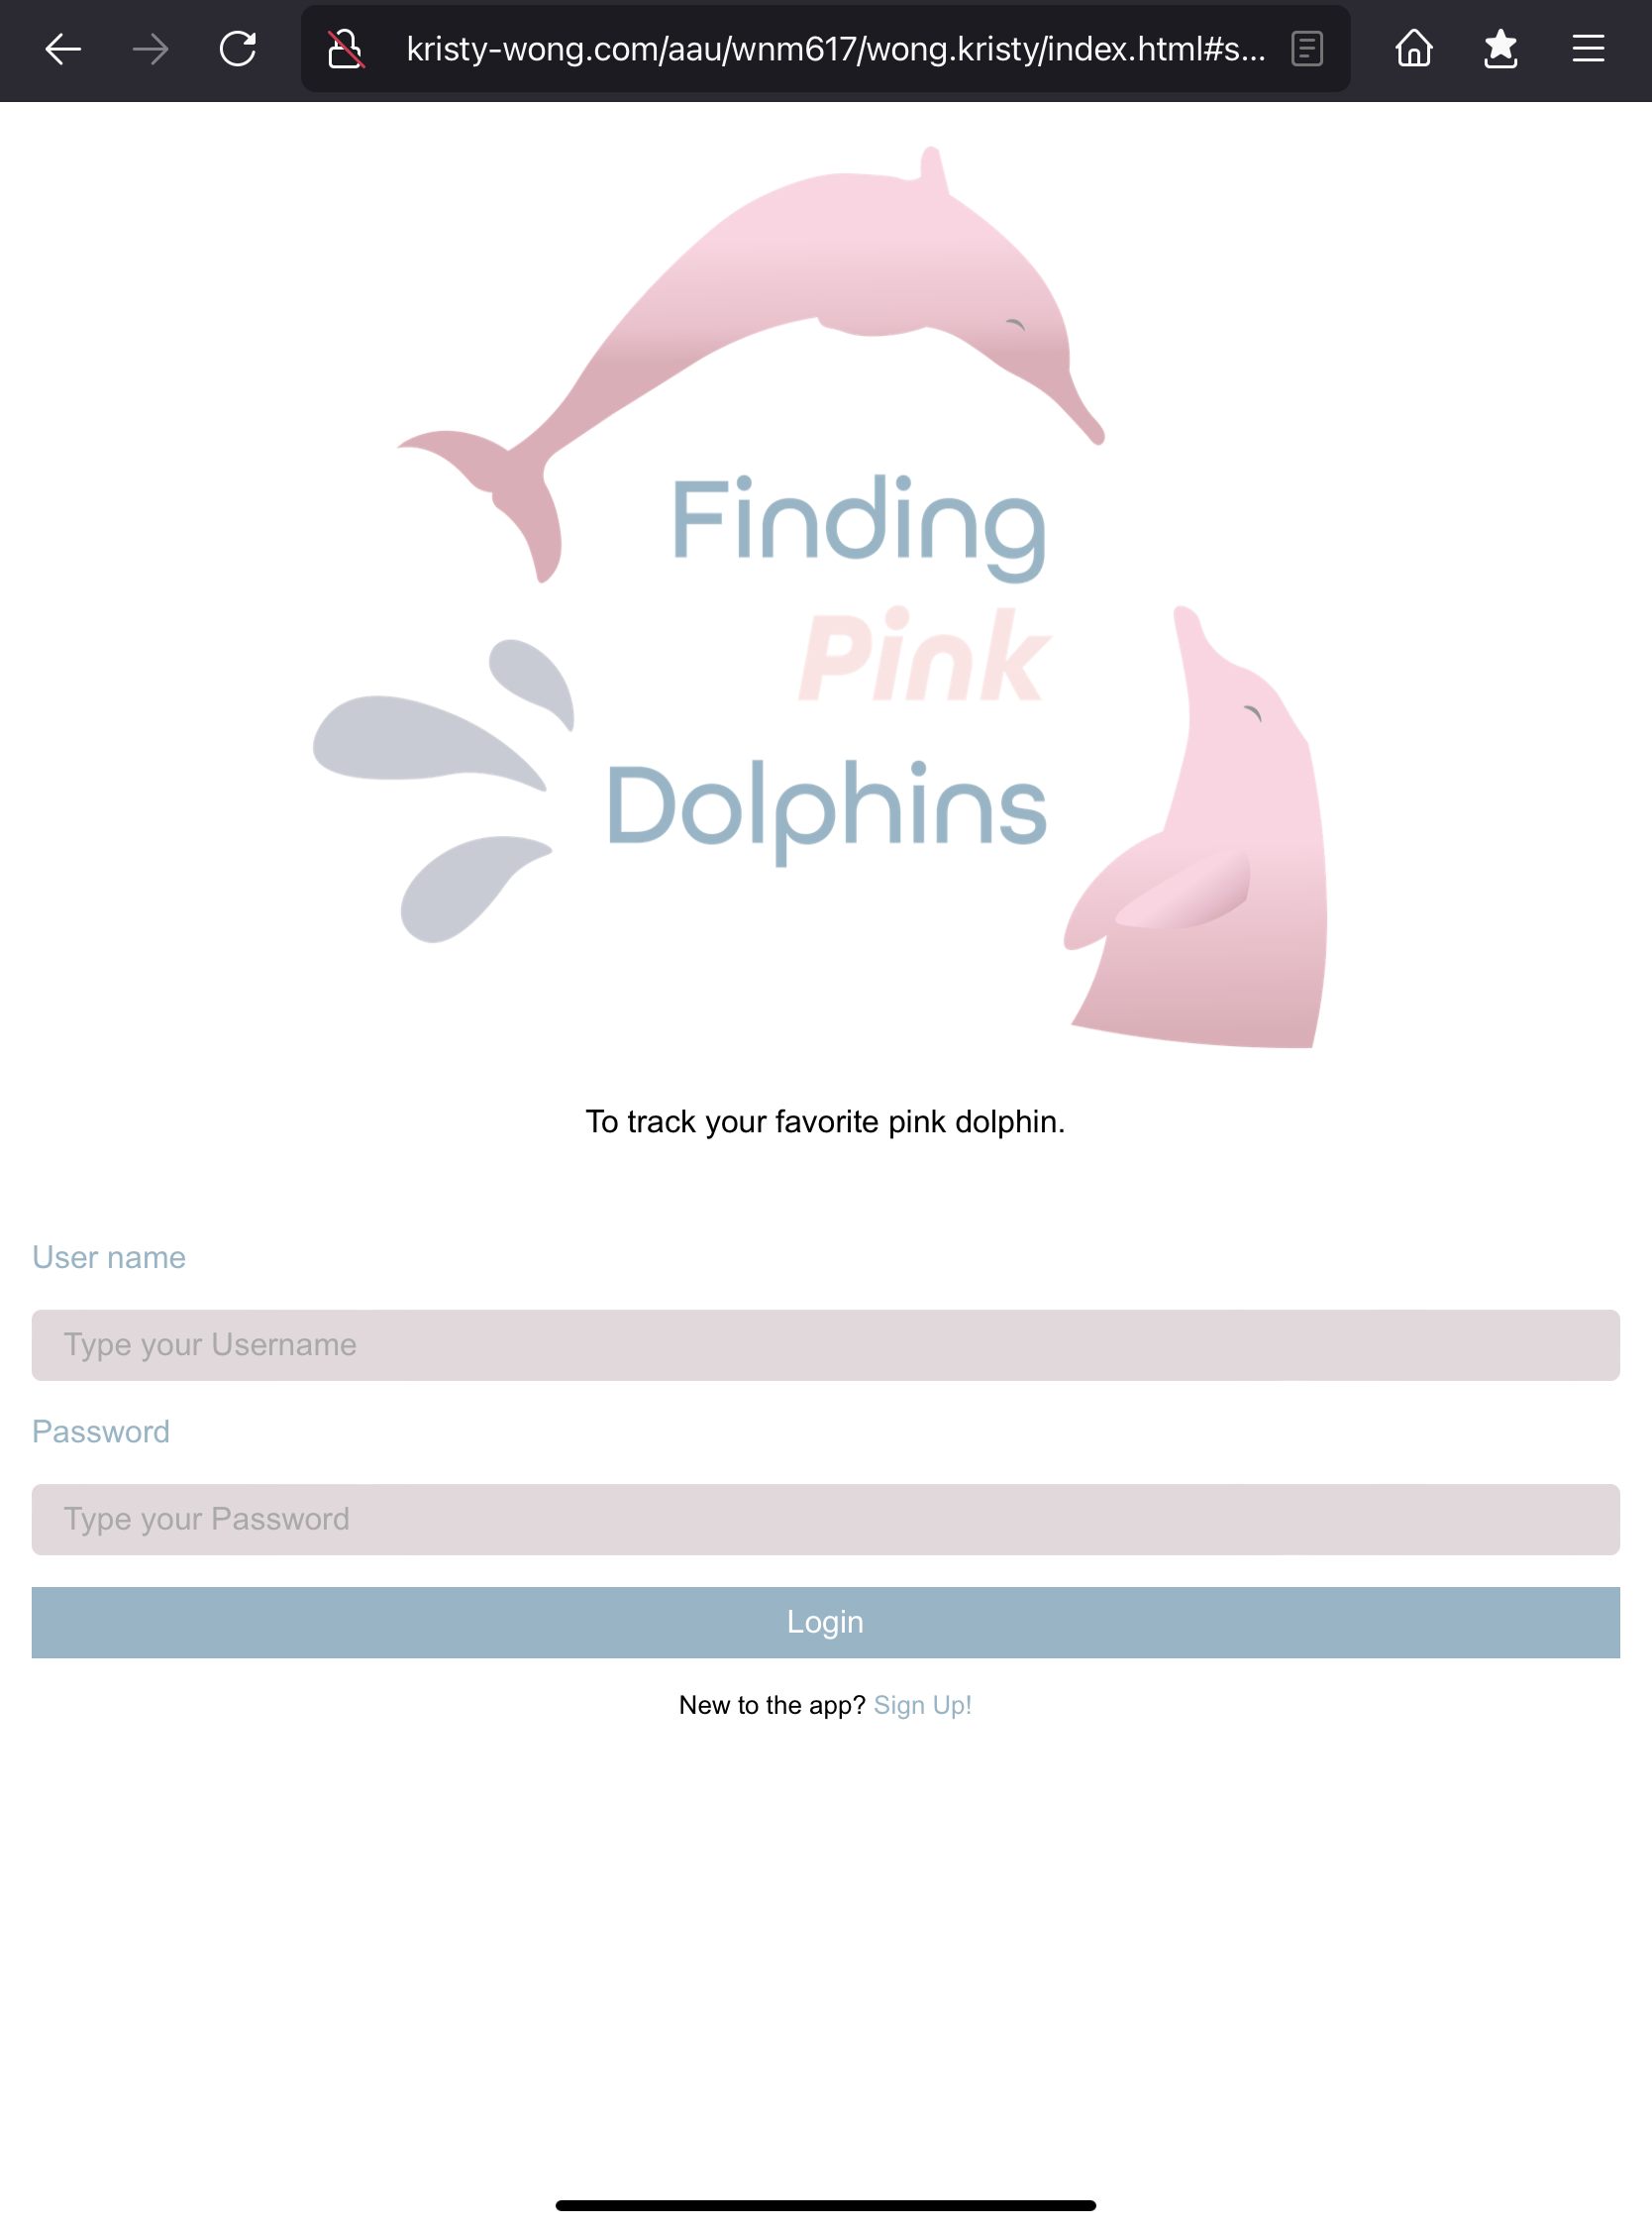 kristy-wong.com/aau/wnm617/wong.kristy/index.html#s...
Finding
Pink
Dolphins
To track your favorite pink dolphin.
User name
Type your Username
Password
Type your Password
Login
New to the app? Sign Up!